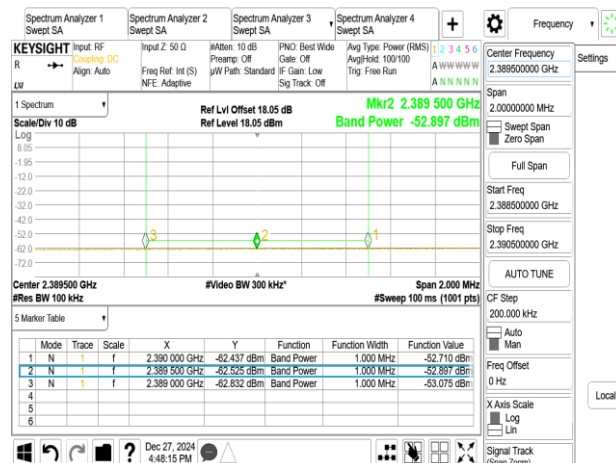 Spectrum Analyzer 1
Swept SA
Spectrum Analyzer 2
Swept SA
Spectrum Analyzer 3
Swept SA
Spectrum Analyzer 4
Swept SA
+
Frequency
KEYSIGHT
R
LXI
Input: RF
Coupling: DC
Align: Auto
Input Z: 50 Ω
Freq Ref: Int (S)
NFE: Adaptive
#Atten: 10 dB
Preamp: Off
µW Path: Standard
PNO: Best Wide
Gate: Off
IF Gain: Low
Sig Track: Off
Avg Type: Power (RMS)
Avg|Hold: 100/100
Trig: Free Run
1 2 3 4 5 6
A W W W W W
A N N N N N
Center Frequency
2.389500000 GHz
Settings
Span
2.00000000 MHz
Swept Span
Zero Span
Full Span
Start Freq
2.388500000 GHz
Stop Freq
2.390500000 GHz
AUTO TUNE
CF Step
200.000 kHz
Auto
Man
Freq Offset
0 Hz
X Axis Scale
Log
Lin
Signal Track
(Span Zoom)
Local
1 Spectrum
Scale/Div 10 dB
Log
Ref Lvl Offset 18.05 dB
Ref Level 18.05 dBm
Mkr2 2.389 500 GHz
Band Power -52.897 dBm
8.05
-1.95
-12.0
-22.0
-32.0
-42.0
-52.0
-62.0
-72.0
3
2
1
Center 2.389500 GHz
#Res BW 100 kHz
#Video BW 300 kHz*
Span 2.000 MHz
#Sweep 100 ms (1001 pts)
5 Marker Table
Mode Trace Scale X Y Function Function Width Function Value
1 N 1 f 2.390 000 GHz -62.437 dBm Band Power 1.000 MHz -52.710 dBm
2 N 1 f 2.389 500 GHz -62.525 dBm Band Power 1.000 MHz -52.897 dBm
3 N 1 f 2.389 000 GHz -62.832 dBm Band Power 1.000 MHz -53.075 dBm
4
5
6
?
Dec 27, 2024
4:48:15 PM